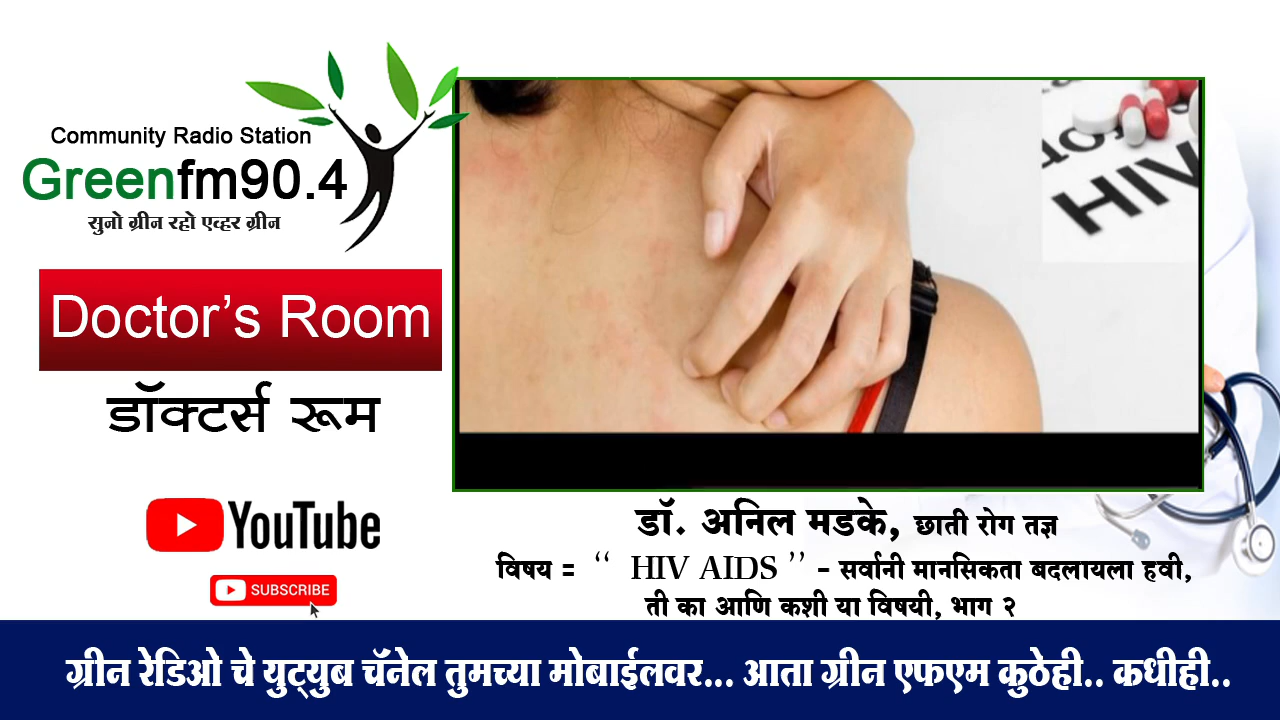 Community Radio Station
Greenfm90.4
सुनो ग्रीन रहो एव्हर ग्रीन
Doctor's Room
डॉक्टर्स रूम
YouTube
SUBSCRIBE
HIV
डॉ. अनिल मडके, छाती रोग तज्ञ
विषय = “ HIV AIDS ” - सर्वानी मानसिकता बदलायला हवी,
ती का आणि कशी या विषयी, भाग २
ग्रीन रेडिओ चे युट्युब चॅनेल तुमच्या मोबाईलवर... आता ग्रीन एफएम कुठेही.. कधीही..